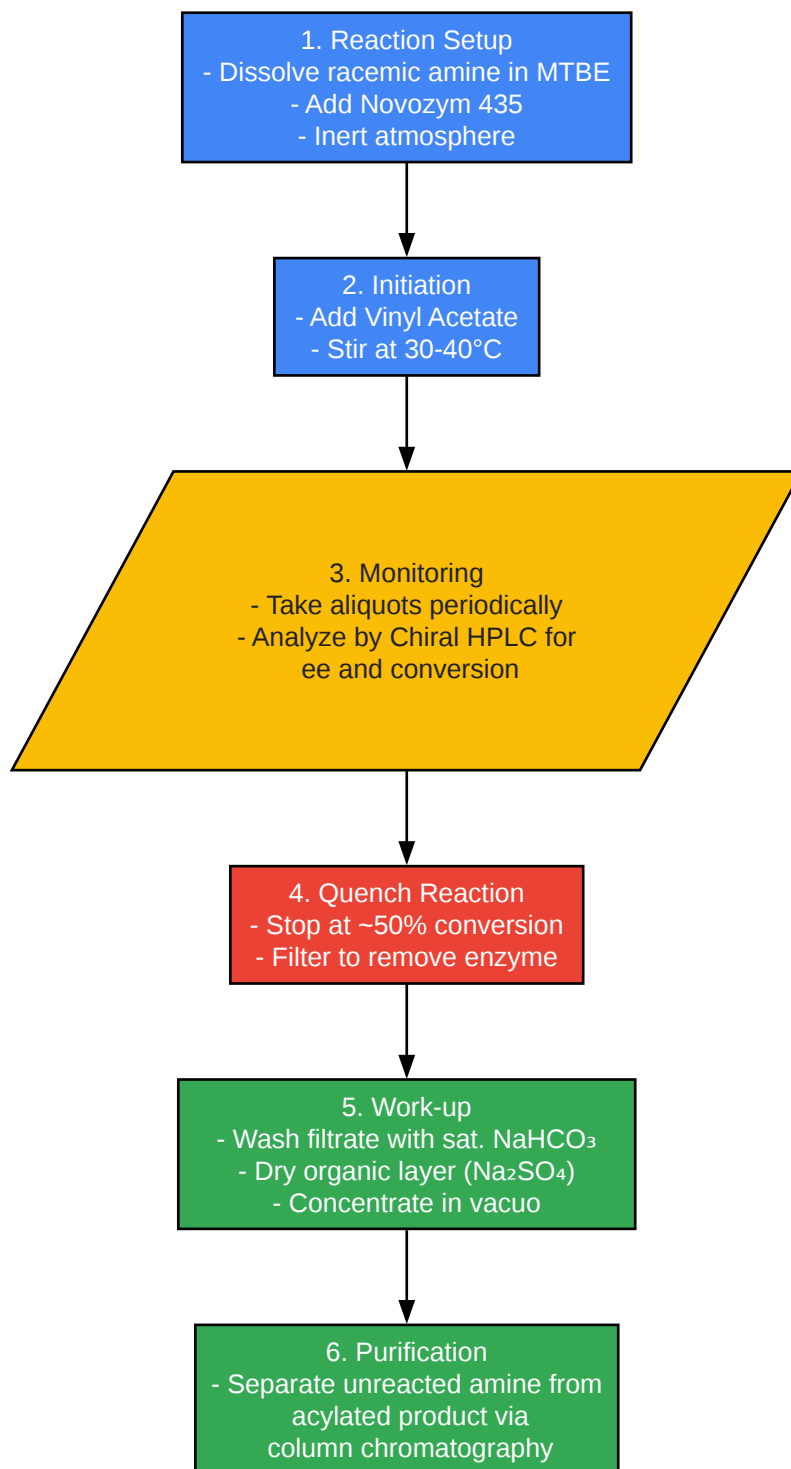 1. Reaction Setup
- Dissolve racemic amine in MTBE
- Add Novozym 435
- Inert atmosphere
2. Initiation
- Add Vinyl Acetate
- Stir at 30-40°C
3. Monitoring
- Take aliquots periodically
- Analyze by Chiral HPLC for
ee and conversion
4. Quench Reaction
- Stop at ~50% conversion
- Filter to remove enzyme
5. Work-up
- Wash filtrate with sat. NaHCO₃
- Dry organic layer (Na₂SO₄)
- Concentrate in vacuo
6. Purification
- Separate unreacted amine from
acylated product via
column chromatography